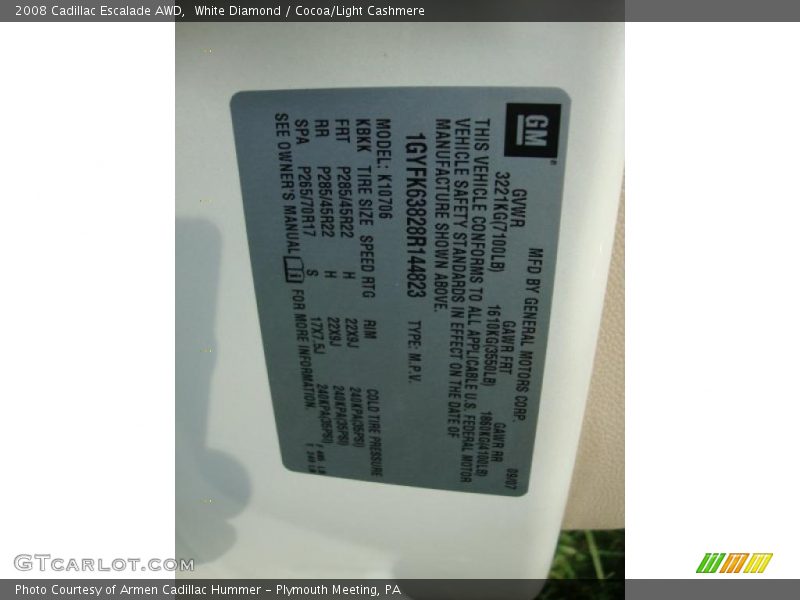 2008 Cadillac Escalade AWD,  White Diamond / Cocoa/Light Cashmere
GM
MFD BY GENERAL MOTORS CORP. 09/07
GVWR GAWR FRT GAWR RR
3221KG(7100LB) 1610KG(3550LB) 1860KG(4100LB)
THIS VEHICLE CONFORMS TO ALL APPLICABLE U.S. FEDERAL MOTOR
VEHICLE SAFETY STANDARDS IN EFFECT ON THE DATE OF
MANUFACTURE SHOWN ABOVE.
1GYFK63828R144823 TYPE: M.P.V.
MODEL: K10706
KBKK TIRE SIZE SPEED RTG RIM COLD TIRE PRESSURE
FRT P285/45R22 H 22X9J 240KPA(35PSI)
RR P285/45R22 H 22X9J 240KPA(35PSI)
SPA P265/70R17 S 17X7.5J 240KPA(35PSI)
SEE OWNER'S MANUAL FOR MORE INFORMATION.
GTcarlot.com
Photo Courtesy of Armen Cadillac Hummer - Plymouth Meeting, PA